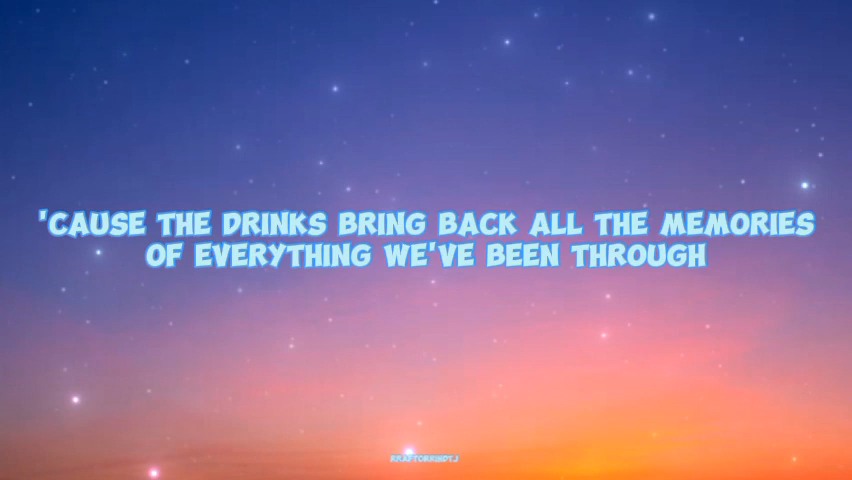 'CAUSE THE DRINKS BRING BACK ALL THE MEMORIES
OF EVERYTHING WE'VE BEEN THROUGH